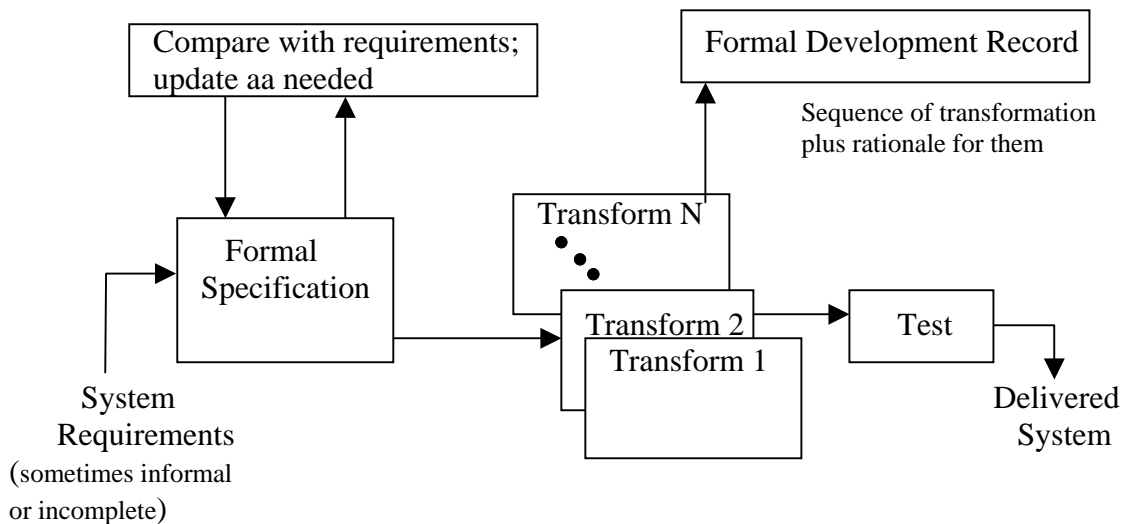 Compare with requirements;
update aa needed
Formal Development Record
Sequence of transformation
plus rationale for them
Transform N
Formal
Specification
Transform 2
Transform 1
Test
System
Requirements
(sometimes informal
or incomplete)
Delivered
System